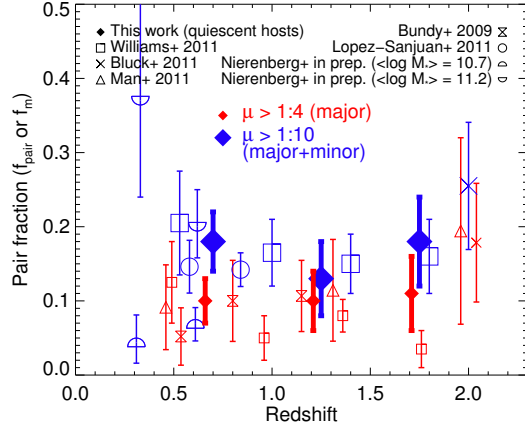 This work (quiescent hosts)
Williams+ 2011
Bluck+ 2011
Man+ 2011
Bundy+ 2009
Lopez-Sanjuan+ 2011
Nierenberg+ in prep. (<log M*> = 10.7)
Nierenberg+ in prep. (<log M*> = 11.2)
μ > 1:4 (major)
μ > 1:10
(major+minor)
Pair fraction (f_pair or f_m)
0.5
0.4
0.3
0.2
0.1
0.0
0.0 0.5 1.0 1.5 2.0
Redshift